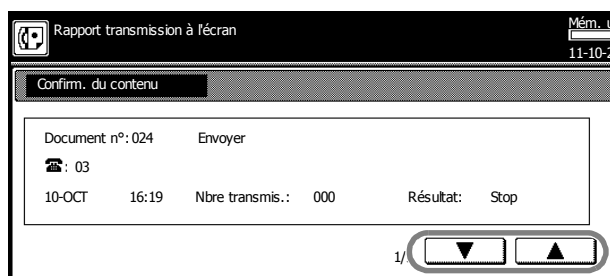 Rapport transmission à l'écran
Mém. u
11-10-2
Confirm. du contenu
Document n°: 024 Envoyer
☎: 03
10-OCT 16:19 Nbre transmis.: 000 Résultat: Stop
1/